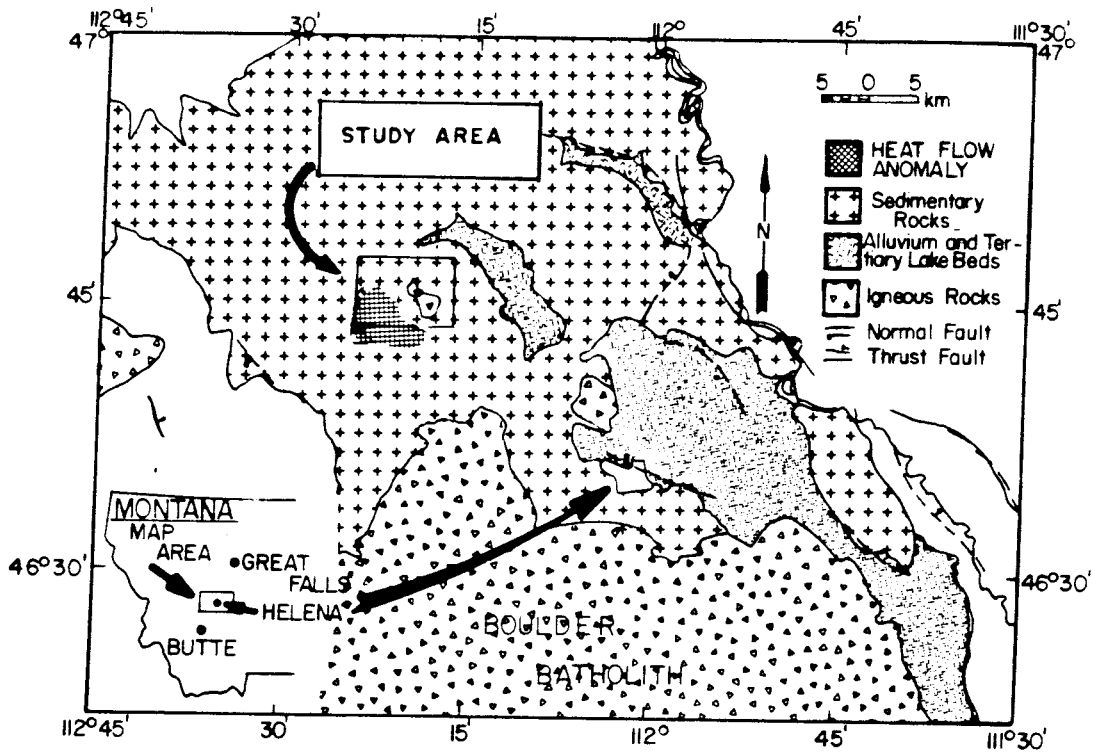 112°45'
30'
15'
112°
45'
111°30'
47°
47°
5 0 5
km
STUDY AREA
HEAT FLOW
ANOMALY
Sedimentary
Rocks
Alluvium and Ter-
tiary Lake Beds
Igneous Rocks
Normal Fault
Thrust Fault
N
45'
45'
MONTANA
MAP
AREA
GREAT
FALLS
HELENA
BUTTE
46°30'
46°30'
BOULDER
BATHOLITH
112°45'
30'
15'
112°
45'
111°30'